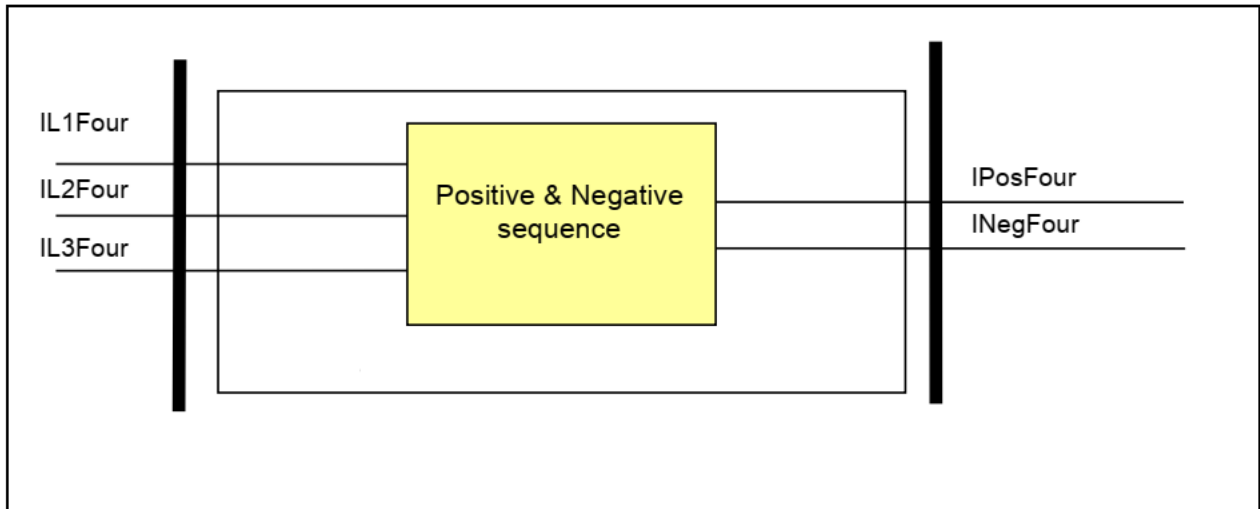 IL1Four
IL2Four
IL3Four
Positive & Negative
sequence
IPosFour
INegFour